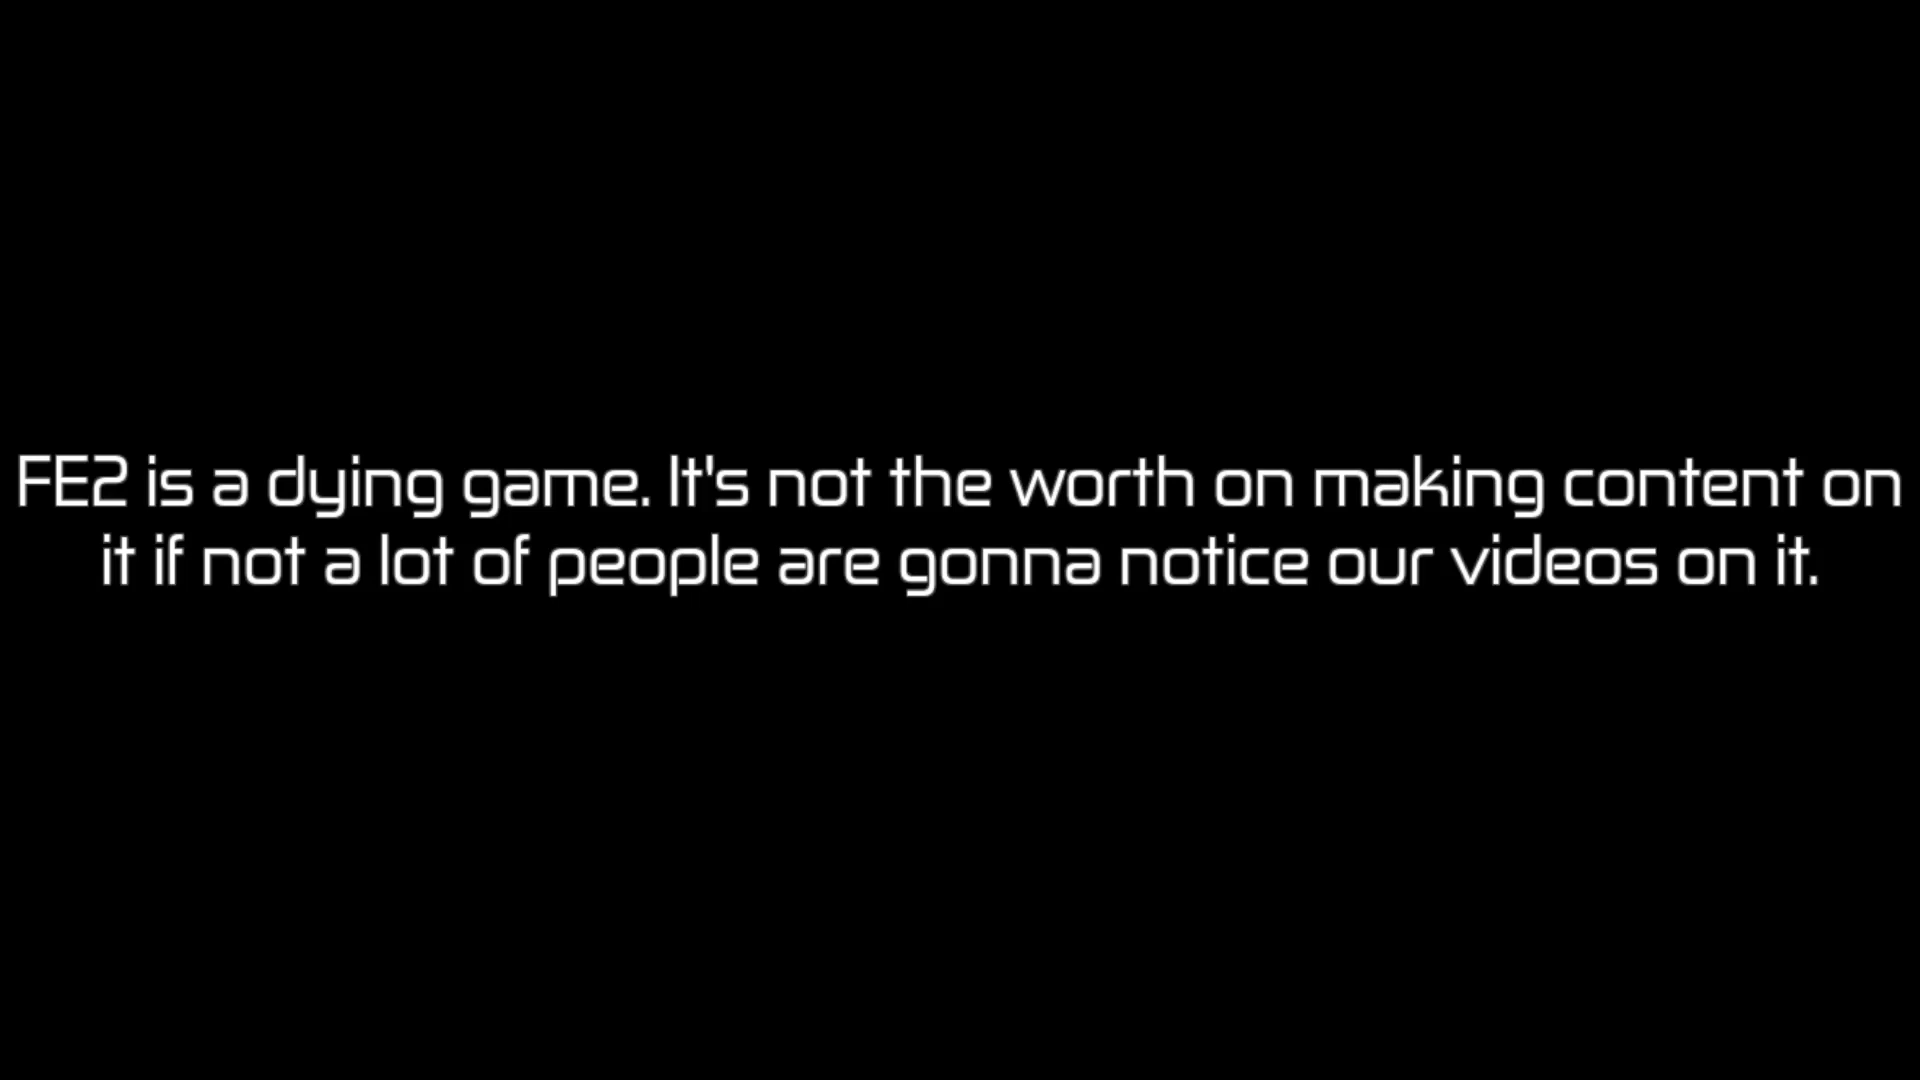 FE2 is a dying game. It's not the worth on making content on
it if not a lot of people are gonna notice our videos on it.